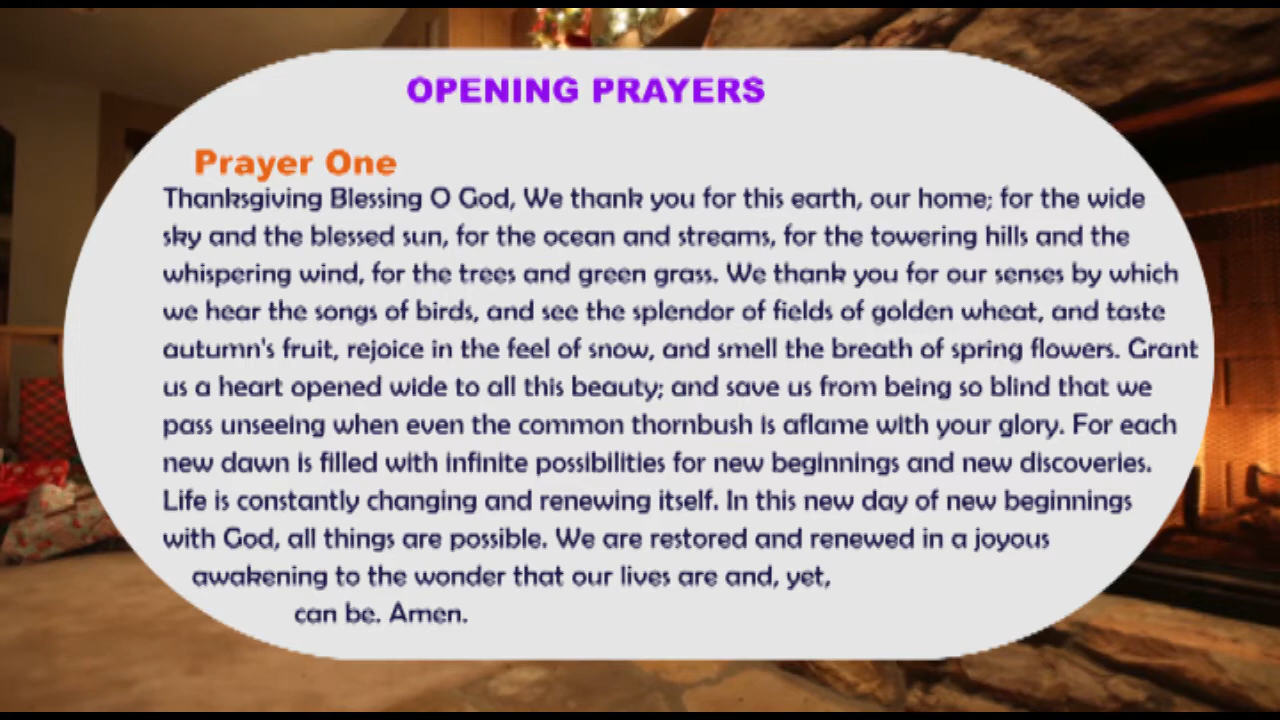 OPENING PRAYERS
Prayer One
Thanksgiving Blessing O God, We thank you for this earth, our home; for the wide
sky and the blessed sun, for the ocean and streams, for the towering hills and the
whispering wind, for the trees and green grass. We thank you for our senses by which
we hear the songs of birds, and see the splendor of fields of golden wheat, and taste
autumn's fruit, rejoice in the feel of snow, and smell the breath of spring flowers. Grant
us a heart opened wide to all this beauty; and save us from being so blind that we
pass unseeing when even the common thornbush is aflame with your glory. For each
new dawn is filled with infinite possibilities for new beginnings and new discoveries.
Life is constantly changing and renewing itself. In this new day of new beginnings
with God, all things are possible. We are restored and renewed in a joyous
awakening to the wonder that our lives are and, yet,
can be. Amen.